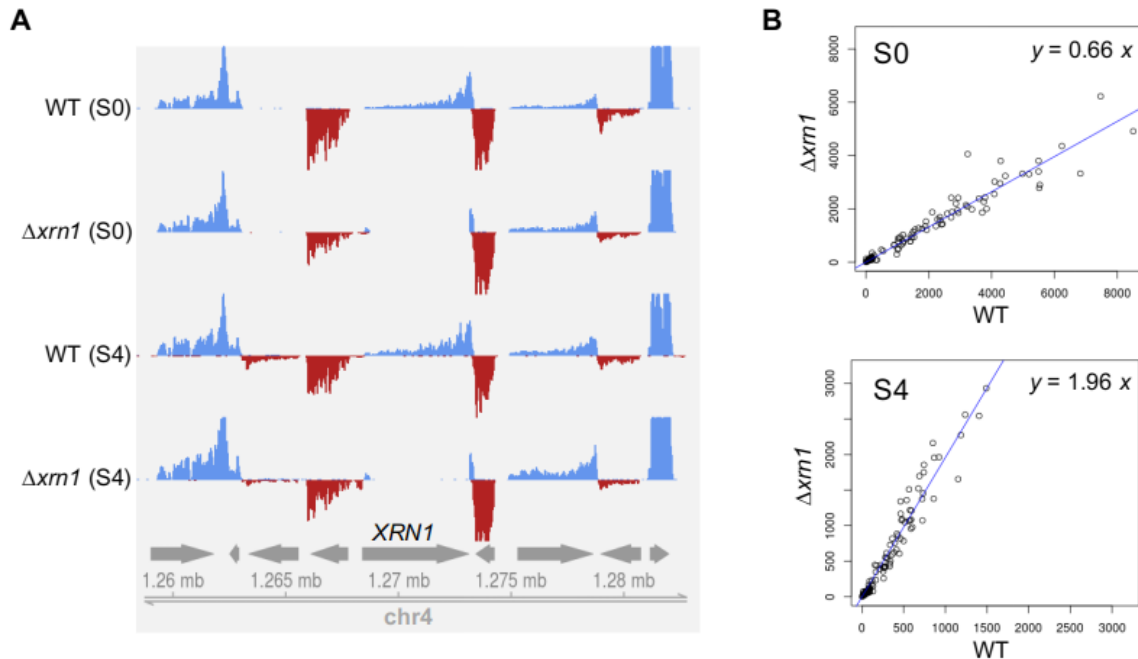 A
WT (S0)
Δxrn1 (S0)
WT (S4)
Δxrn1 (S4)
XRN1
1.26 mb 1.265 mb 1.27 mb 1.275 mb 1.28 mb
chr4
B
S0 y = 0.66 x
Δxrn1
8000
6000
4000
2000
0
0 2000 4000 6000 8000
WT
S4 y = 1.96 x
Δxrn1
3000
2500
2000
1500
1000
500
0
0 500 1000 1500 2000 2500 3000
WT